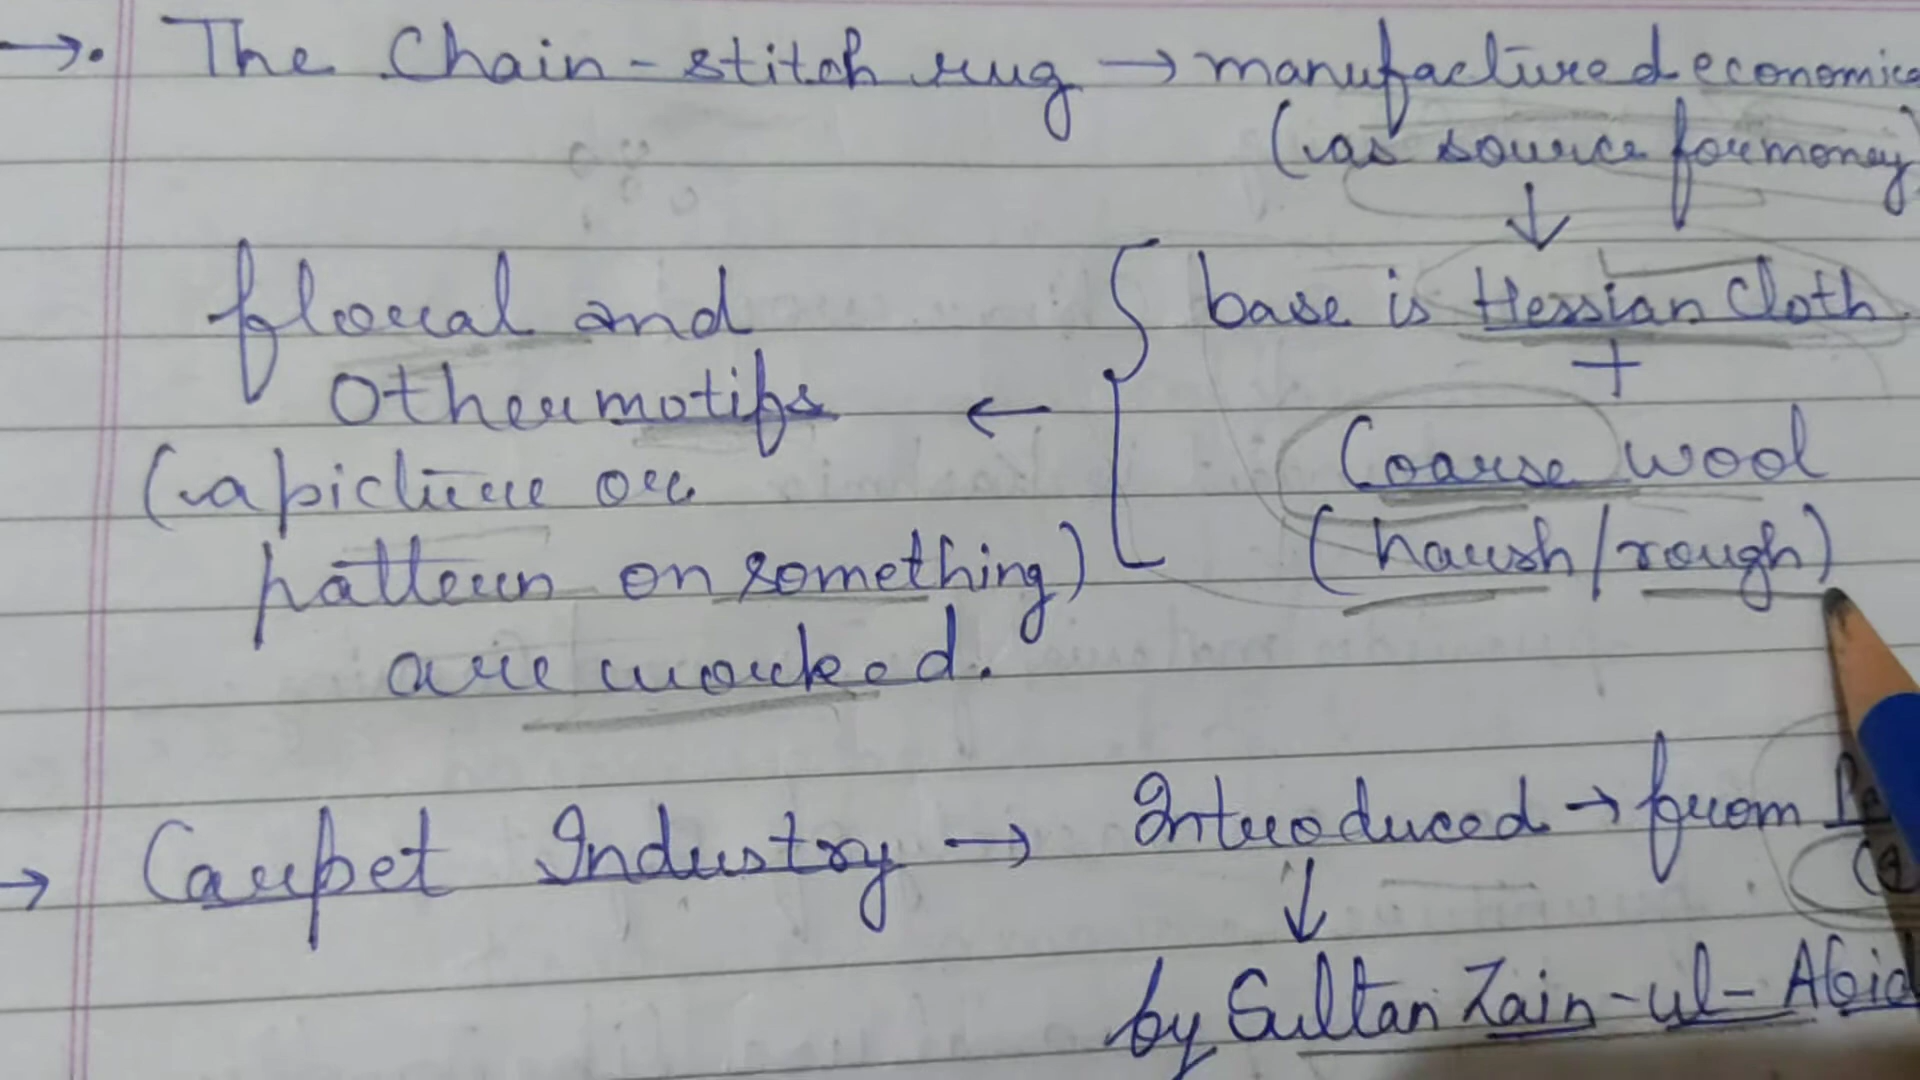 →. The Chain-stitch rug → manufactured economica
(as source for money)
↓
base is Hessian Cloth
+
Coarse wool
(harsh/rough)
←
floral and
other motifs
(a picture or
pattern on something)
are worked.
→ Carpet Industry → Introduced → from
↓
by Sultan Zain-ul-Abid